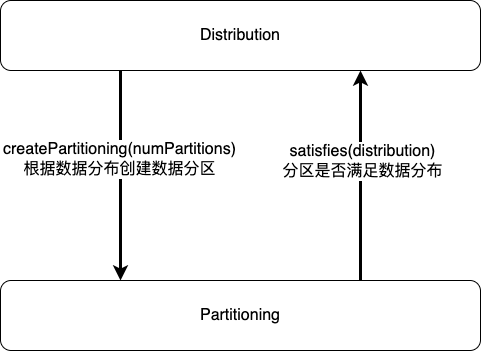 Distribution
createPartitioning(numPartitions)
根据数据分布创建数据分区
satisfies(distribution)
分区是否满足数据分布
Partitioning